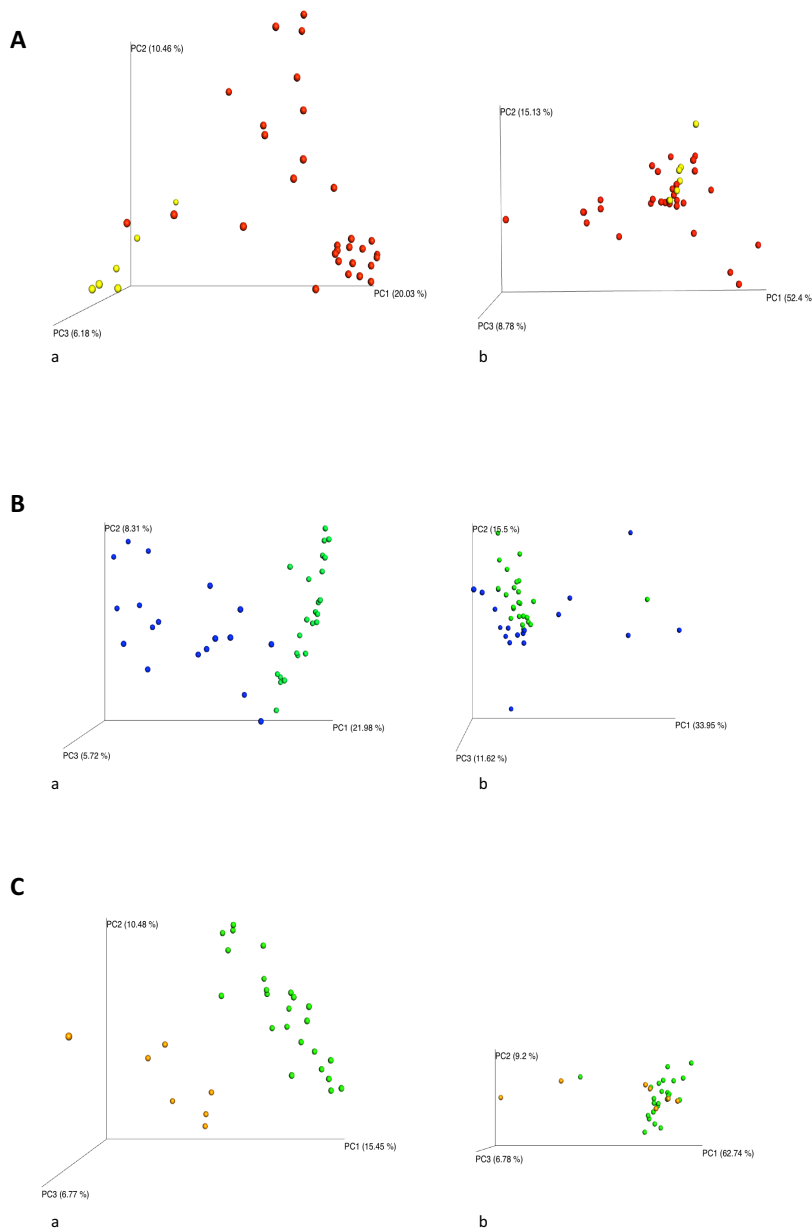 A
PC2 (10.46 %)
PC1 (20.03 %)
PC3 (6.18 %)
a
PC2 (15.13 %)
PC1 (52.4 %
PC3 (8.78 %)
b
B
PC2 (8.31 %)
PC1 (21.98 %)
PC3 (5.72 %)
a
PC2 (15.5 %)
PC1 (33.95 %)
PC3 (11.62 %)
b
C
PC2 (10.48 %)
PC1 (15.45 %)
PC3 (6.77 %)
a
PC2 (9.2 %)
PC1 (62.74 %)
PC3 (6.78 %)
b